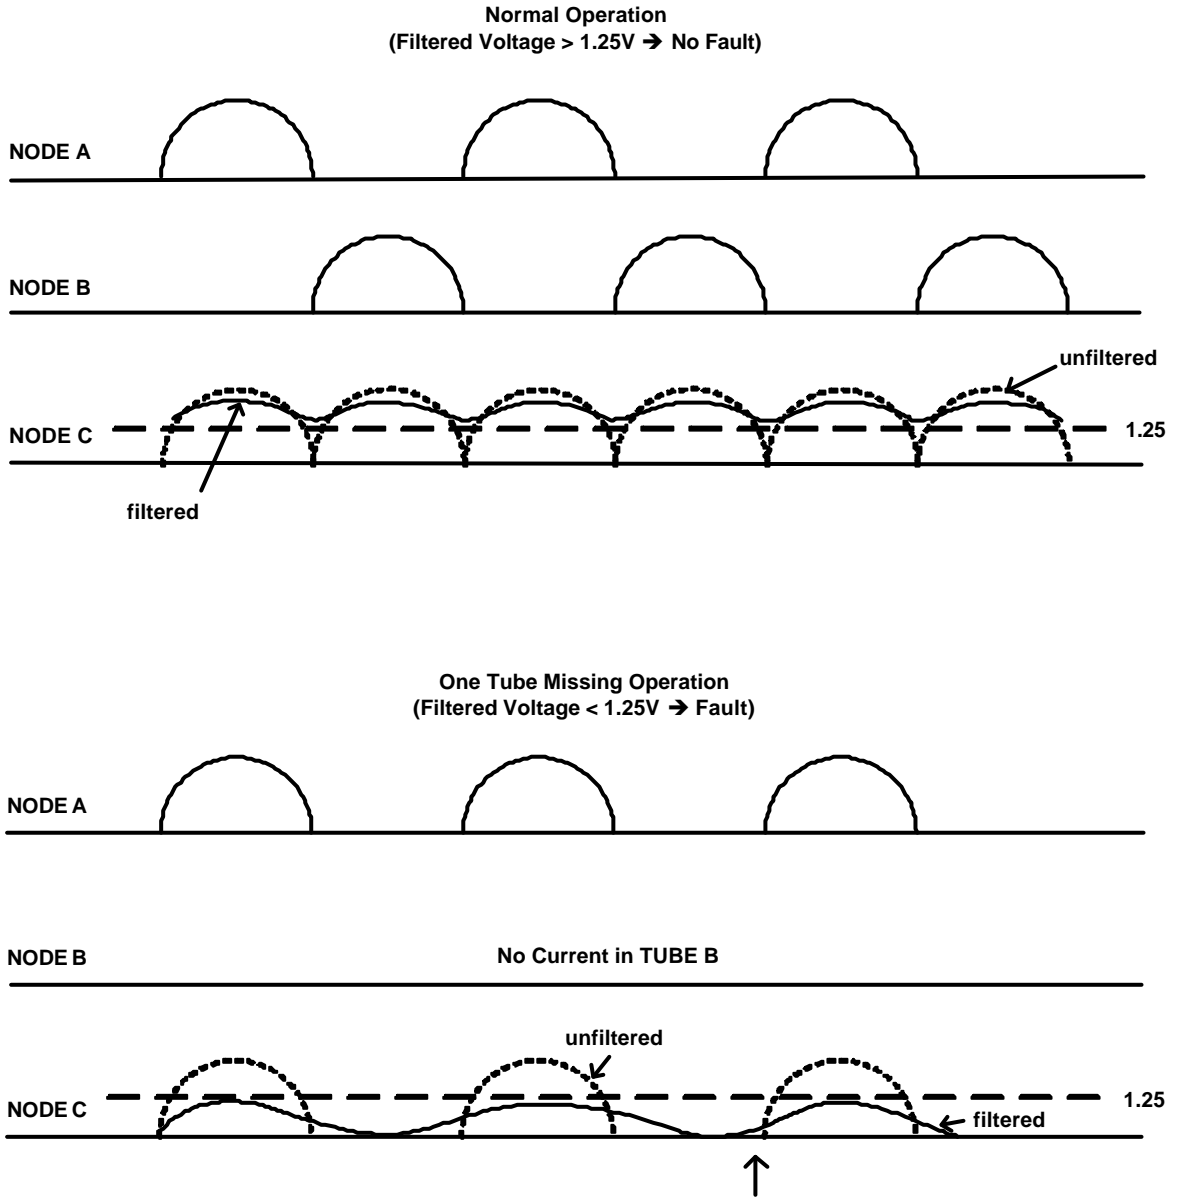 Normal Operation
(Filtered Voltage > 1.25V ➔ No Fault)
NODE A
NODE B
unfiltered
NODE C
1.25
filtered
One Tube Missing Operation
(Filtered Voltage < 1.25V ➔ Fault)
NODE A
NODE B
No Current in TUBE B
unfiltered
NODE C
1.25
filtered